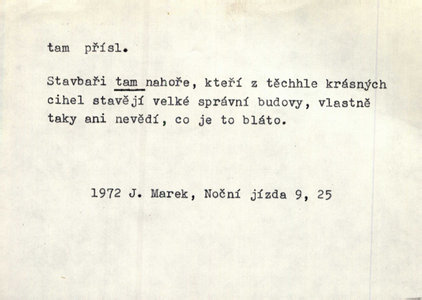 tam přísl.
Stavbaři tam nahoře, kteří z těchhle krásných
cihel stavějí velké správní budovy, vlastně
taky ani nevědí, co je to bláto.
1972 J. Marek, Noční jízda 9, 25